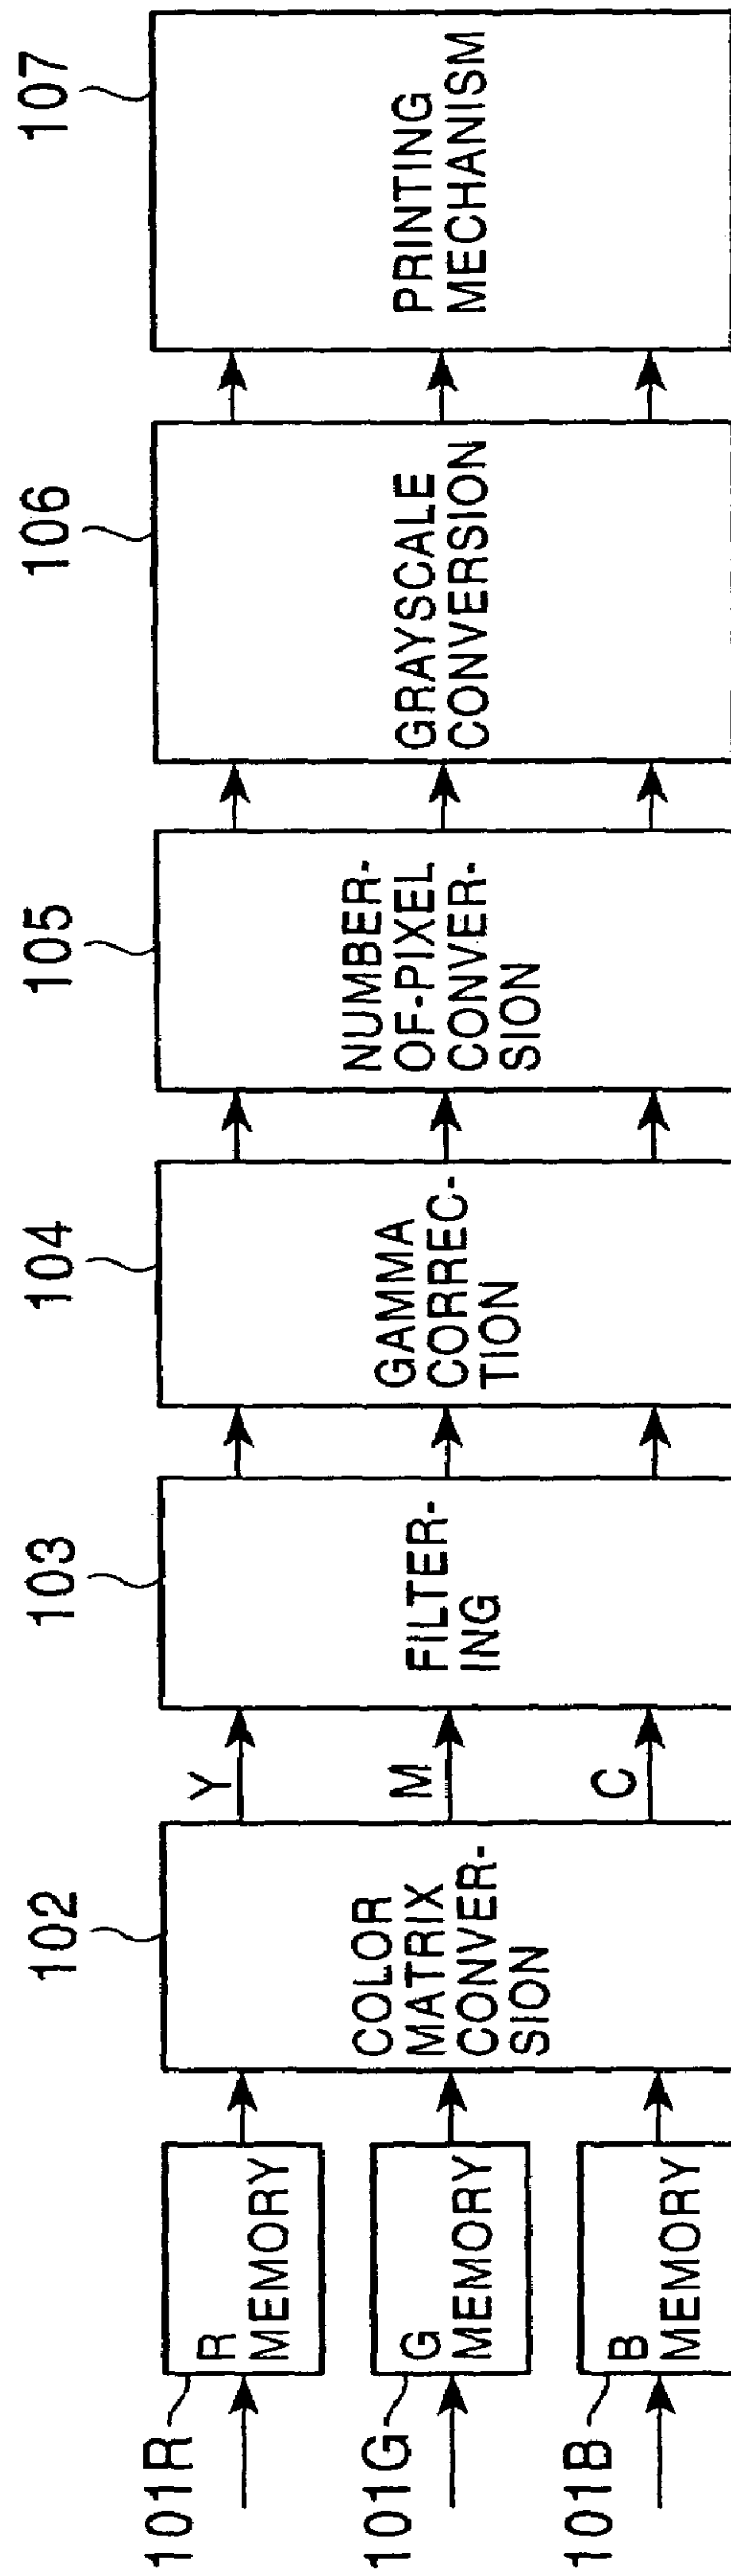 101R
R
MEMORY
101G
G
MEMORY
101B
B
MEMORY
102
COLOR
MATRIX
CONVER-
SION
Y
M
C
103
FILTER-
ING
104
GAMMA
CORREC-
TION
105
NUMBER-
OF-PIXEL
CONVER-
SION
106
GRAYSCALE
CONVERSION
107
PRINTING
MECHANISM